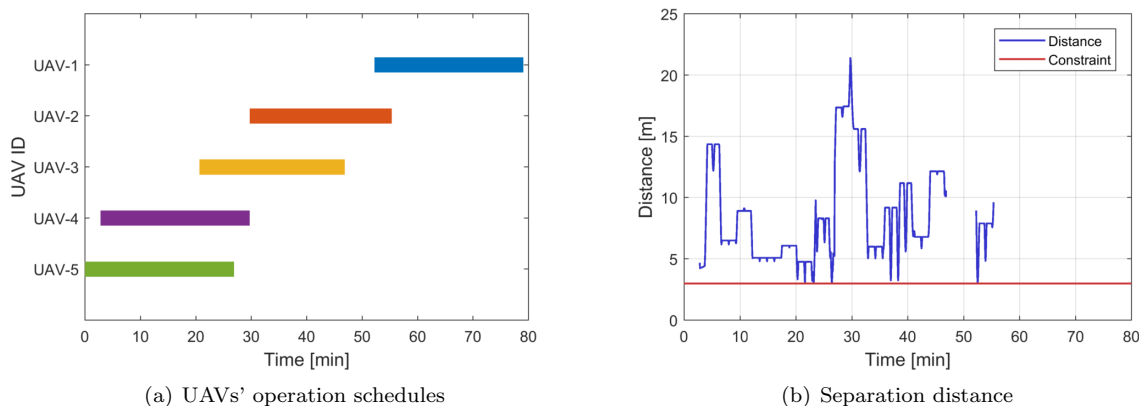 UAV ID
UAV-1
UAV-2
UAV-3
UAV-4
UAV-5
0 10 20 30 40 50 60 70 80
Time [min]
(a) UAVs' operation schedules
Distance [m]
25
20
15
10
5
0
Distance
Constraint
0 10 20 30 40 50 60 70 80
Time [min]
(b) Separation distance